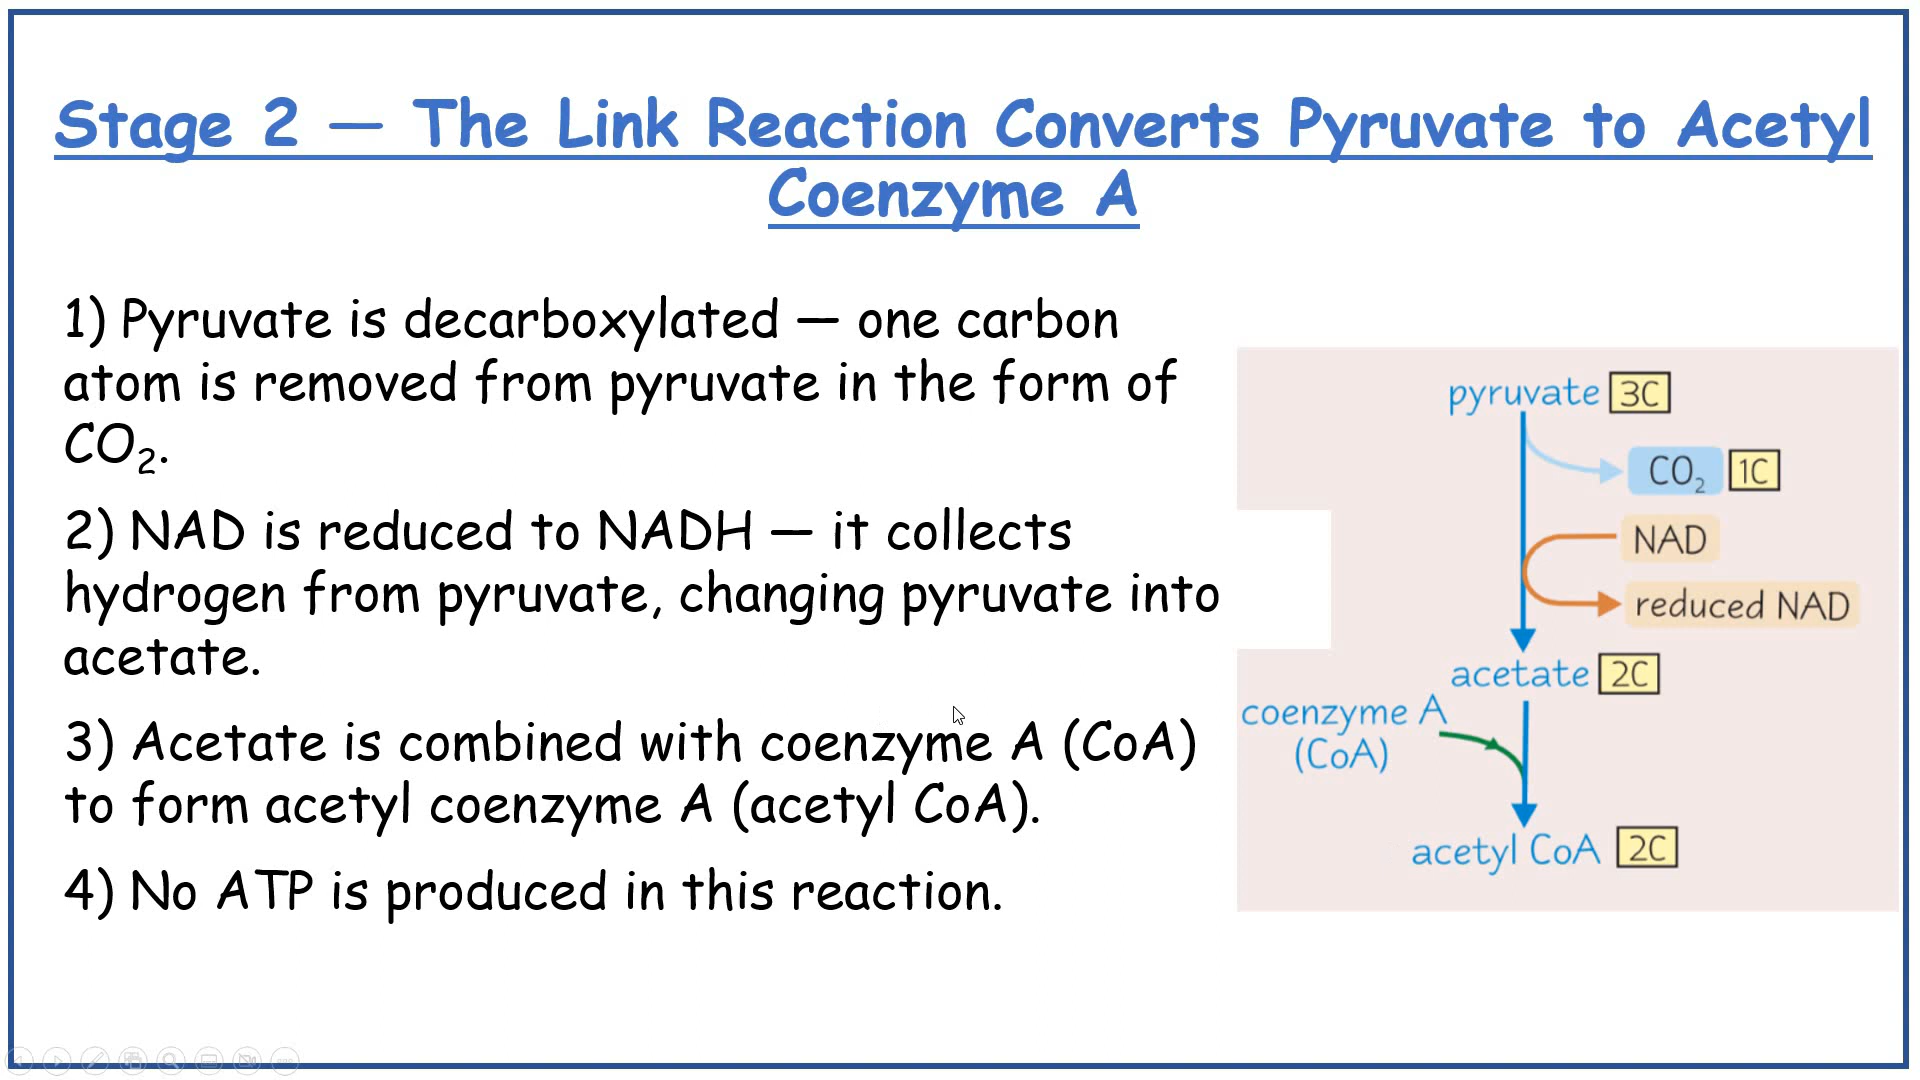 Stage 2 — The Link Reaction Converts Pyruvate to Acetyl
Coenzyme A
1) Pyruvate is decarboxylated — one carbon
atom is removed from pyruvate in the form of
CO₂.
2) NAD is reduced to NADH — it collects
hydrogen from pyruvate, changing pyruvate into
acetate.
3) Acetate is combined with coenzyme A (CoA)
to form acetyl coenzyme A (acetyl CoA).
4) No ATP is produced in this reaction.
pyruvate 3C
CO₂ 1C
NAD
reduced NAD
acetate 2C
coenzyme A
(CoA)
acetyl CoA 2C